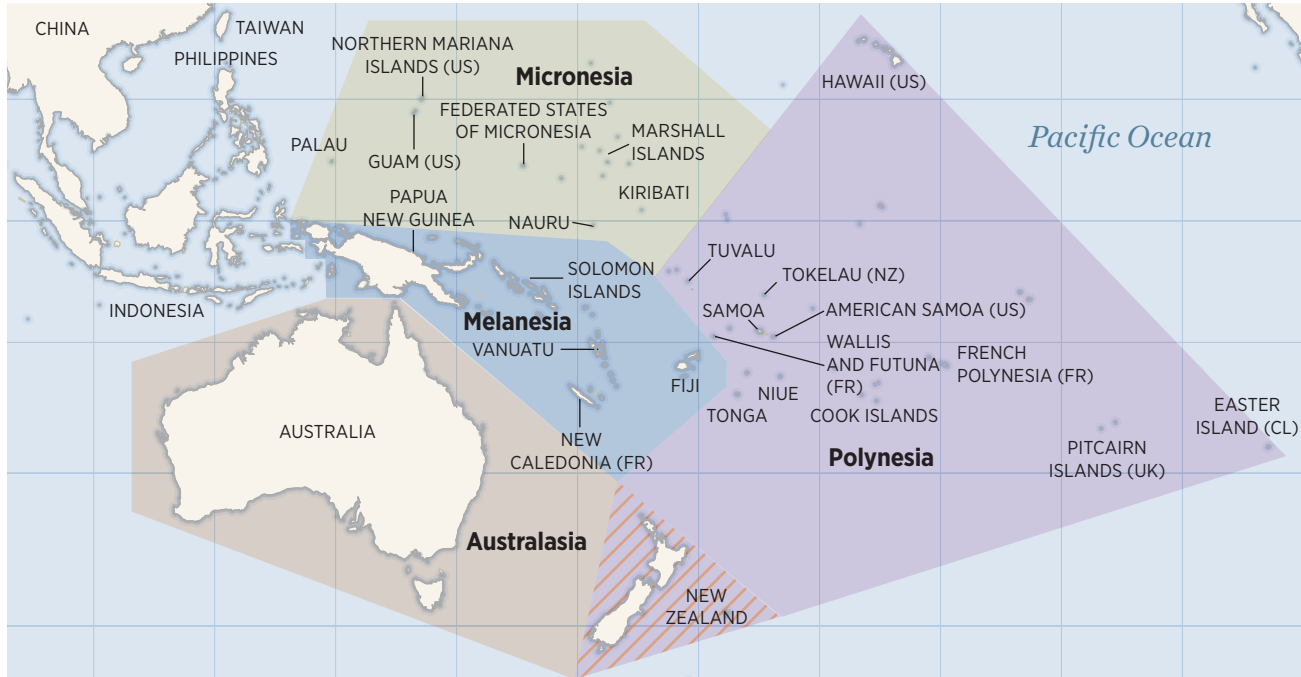 CHINA
TAIWAN
PHILIPPINES
NORTHERN MARIANA
ISLANDS (US)
Micronesia
HAWAII (US)
FEDERATED STATES
OF MICRONESIA
MARSHALL
ISLANDS
Pacific Ocean
PALAU
GUAM (US)
KIRIBATI
PAPUA
NEW GUINEA
NAURU
TUVALU
SOLOMON
ISLANDS
TOKELAU (NZ)
INDONESIA
SAMOA
AMERICAN SAMOA (US)
Melanesia
VANUATU
WALLIS
AND FUTUNA
(FR)
FRENCH
POLYNESIA (FR)
FIJI
NIUE
TONGA
COOK ISLANDS
EASTER
ISLAND (CL)
AUSTRALIA
NEW
CALEDONIA (FR)
Polynesia
PITCAIRN
ISLANDS (UK)
Australasia
NEW
ZEALAND